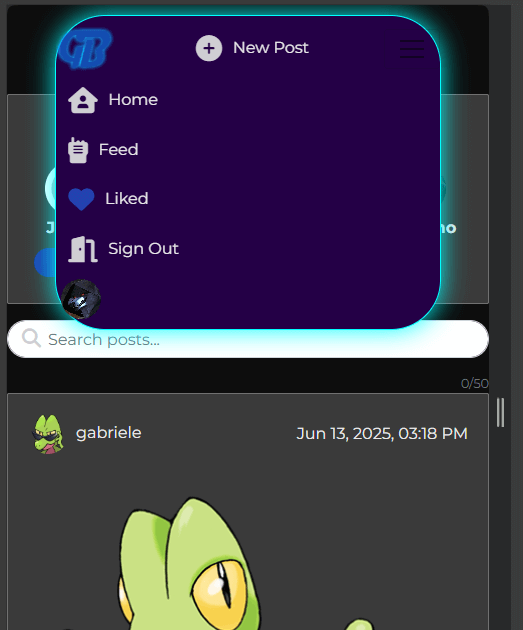 GB
New Post
Home
Feed
Liked
J
no
Sign Out
Search posts...
0/50
gabriele
Jun 13, 2025, 03:18 PM